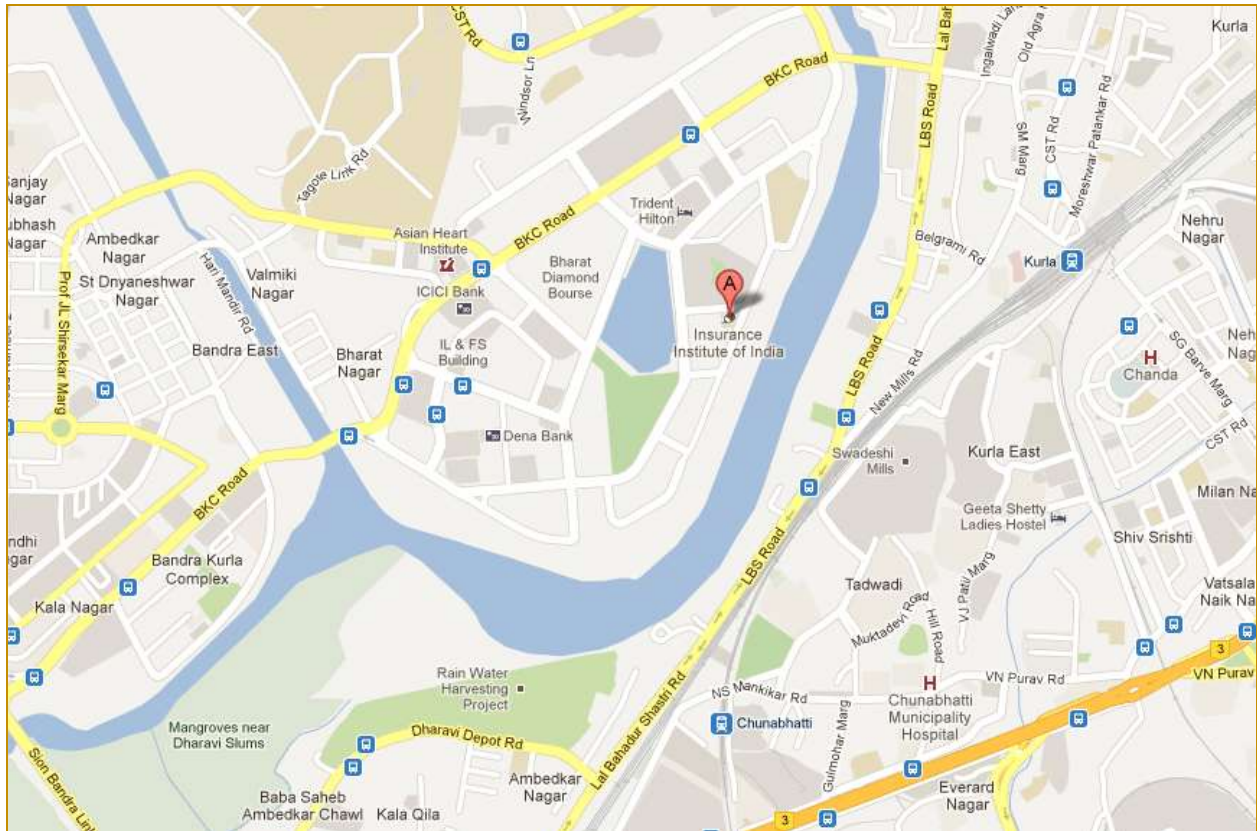 CST Rd
Windsor Ln
Lal Bah
Ingalwadi Lane
Old Agra
Kurla
BKC Road
LBS Road
SM Marg
CST Rd
Moreshwar Patankar Rd
Tagole Link Rd
Sanjay
Nagar
ubhash
Nagar
Ambedkar
Nagar
St Dnyaneshwar
Nagar
Hari Mandir Rd
Valmiki
Nagar
Asian Heart
Institute
BKC Road
Trident
Hilton
Belgrami Rd
Kurla
Nehru
Nagar
ICICI Bank
Bharat
Diamond
Bourse
A
Insurance
Institute of India
Prof JL Shirsekar Marg
Bandra East
Bharat
Nagar
IL & FS
Building
LBS Road
New Mills Rd
Chanda
SG Barve Marg
Neh
Nag
CST Rd
Dena Bank
Swadeshi
Mills
Kurla East
Milan Na
BKC Road
ndhi
gar
Bandra Kurla
Complex
Geeta Shetty
Ladies Hostel
Shiv Srishti
Kala Nagar
LBS Road
Tadwadi
Muktadevi Road
Hill Road
VJ Patil Marg
Vatsala
Naik Na
Rain Water
Harvesting
Project
NS Mankikar Rd
VN Purav Rd
3
VN Purav
Mangroves near
Dharavi Slums
Dharavi Depot Rd
Lal Bahadur Shastri Rd
Chunabhatti
Gulmohar Marg
Chunabhatti
Municipality
Hospital
Sion Bandra Link
Baba Saheb
Ambedkar Chawl
Kala Qila
Ambedkar
Nagar
Everard
Nagar
3